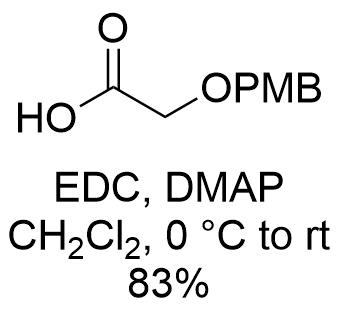 O
OPMB
HO
EDC, DMAP
CH₂Cl₂, 0 °C to rt
83%